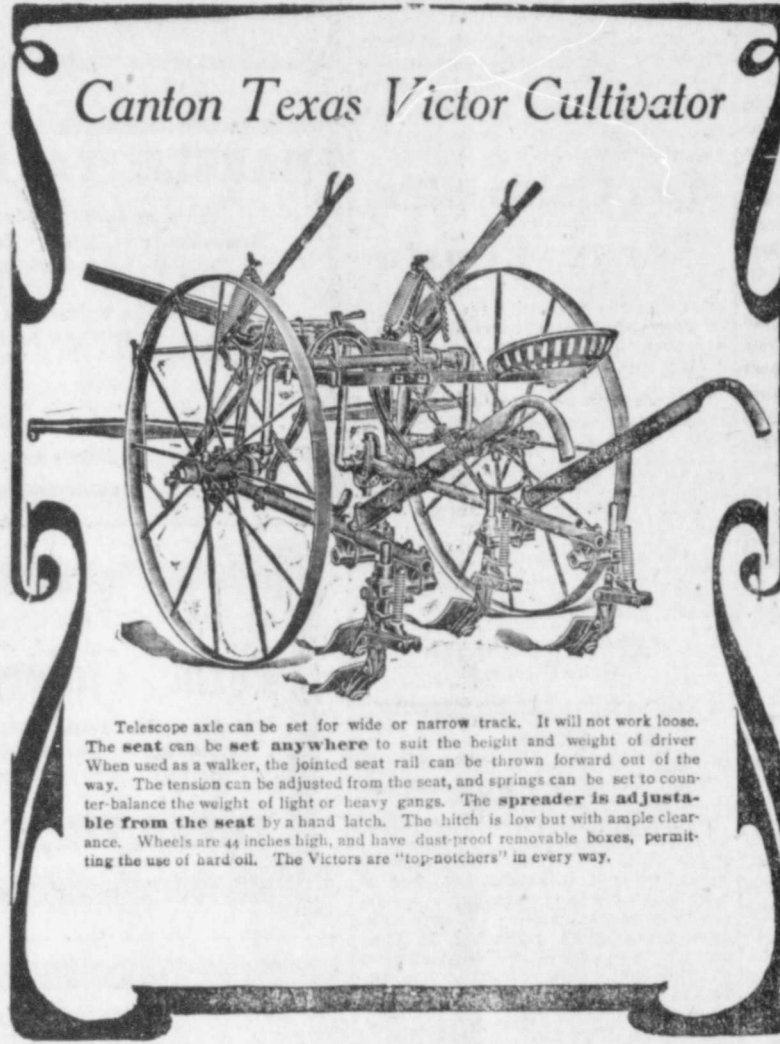 Canton Texas Victor Cultivator
Telescope axle can be set for wide or narrow track. It will not work loose.
The seat can be set anywhere to suit the height and weight of driver
When used as a walker, the jointed seat rail can be thrown forward out of the
way. The tension can be adjusted from the seat, and springs can be set to coun-
ter-balance the weight of light or heavy gangs. The spreader is adjusta-
ble from the seat by a hand latch. The hitch is low but with ample clear-
ance. Wheels are 44 inches high, and have dust-proof removable boxes, permit-
ting the use of hard oil. The Victors are "top-notchers" in every way.